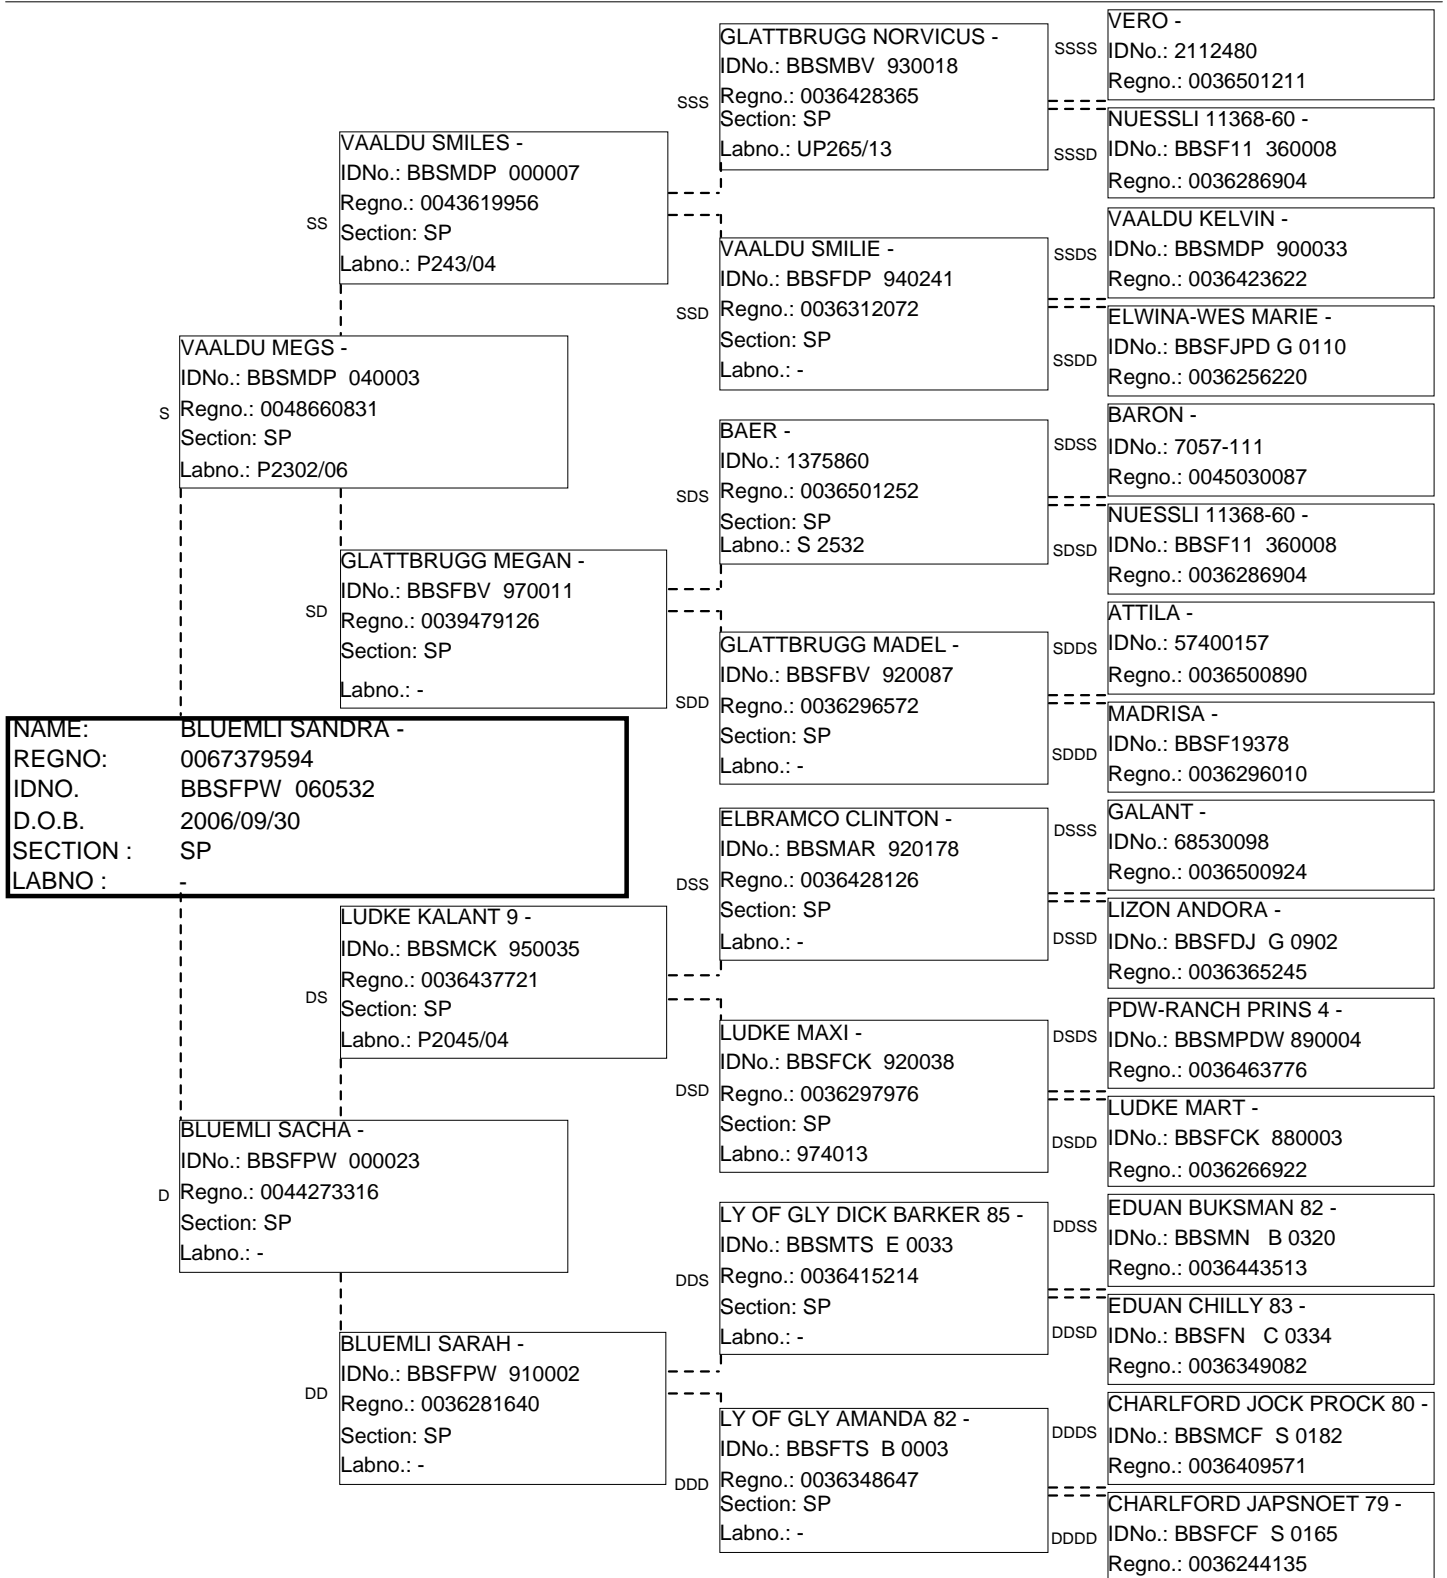 VERO -
SSSS IDNo.: 2112480
Regno.: 0036501211
GLATTBRUGG NORVICUS -
IDNo.: BBSMBV 930018
SSS Regno.: 0036428365
Section: SP
Labno.: UP265/13
NUESSLI 11368-60 -
SSSD IDNo.: BBSF11 360008
Regno.: 0036286904
VAALDU SMILES -
IDNo.: BBSMDP 000007
SS Regno.: 0043619956
Section: SP
Labno.: P243/04
VAALDU KELVIN -
SSDS IDNo.: BBSMDP 900033
Regno.: 0036423622
VAALDU SMILIE -
IDNo.: BBSFDP 940241
SSD Regno.: 0036312072
Section: SP
Labno.: -
ELWINA-WES MARIE -
SSDD IDNo.: BBSFJPD G 0110
Regno.: 0036256220
VAALDU MEGS -
IDNo.: BBSMDP 040003
S Regno.: 0048660831
Section: SP
Labno.: P2302/06
BARON -
SDSS IDNo.: 7057-111
Regno.: 0045030087
BAER -
IDNo.: 1375860
SDS Regno.: 0036501252
Section: SP
Labno.: S 2532
NUESSLI 11368-60 -
SDSD IDNo.: BBSF11 360008
Regno.: 0036286904
GLATTBRUGG MEGAN -
IDNo.: BBSFBV 970011
SD Regno.: 0039479126
Section: SP
Labno.: -
ATTILA -
SDDS IDNo.: 57400157
Regno.: 0036500890
GLATTBRUGG MADEL -
IDNo.: BBSFBV 920087
SDD Regno.: 0036296572
Section: SP
Labno.: -
MADRISA -
SDDD IDNo.: BBSF19378
Regno.: 0036296010
NAME: BLUEMLI SANDRA -
REGNO: 0067379594
IDNO. BBSFPW 060532
D.O.B. 2006/09/30
SECTION : SP
LABNO : -
GALANT -
DSSS IDNo.: 68530098
Regno.: 0036500924
ELBRAMCO CLINTON -
IDNo.: BBSMAR 920178
DSS Regno.: 0036428126
Section: SP
Labno.: -
LIZON ANDORA -
DSSD IDNo.: BBSFDJ G 0902
Regno.: 0036365245
LUDKE KALANT 9 -
IDNo.: BBSMCK 950035
DS Regno.: 0036437721
Section: SP
Labno.: P2045/04
PDW-RANCH PRINS 4 -
DSDS IDNo.: BBSMPDW 890004
Regno.: 0036463776
LUDKE MAXI -
IDNo.: BBSFCK 920038
DSD Regno.: 0036297976
Section: SP
Labno.: 974013
LUDKE MART -
DSDD IDNo.: BBSFCK 880003
Regno.: 0036266922
BLUEMLI SACHA -
IDNo.: BBSFPW 000023
D Regno.: 0044273316
Section: SP
Labno.: -
EDUAN BUKSMAN 82 -
DDSS IDNo.: BBSMN B 0320
Regno.: 0036443513
LY OF GLY DICK BARKER 85 -
IDNo.: BBSMTS E 0033
DDS Regno.: 0036415214
Section: SP
Labno.: -
EDUAN CHILLY 83 -
DDSD IDNo.: BBSFN C 0334
Regno.: 0036349082
BLUEMLI SARAH -
IDNo.: BBSFPW 910002
DD Regno.: 0036281640
Section: SP
Labno.: -
CHARLFORD JOCK PROCK 80 -
DDDS IDNo.: BBSMCF S 0182
Regno.: 0036409571
LY OF GLY AMANDA 82 -
IDNo.: BBSFTS B 0003
DDD Regno.: 0036348647
Section: SP
Labno.: -
CHARLFORD JAPSNOET 79 -
DDDD IDNo.: BBSFCF S 0165
Regno.: 0036244135